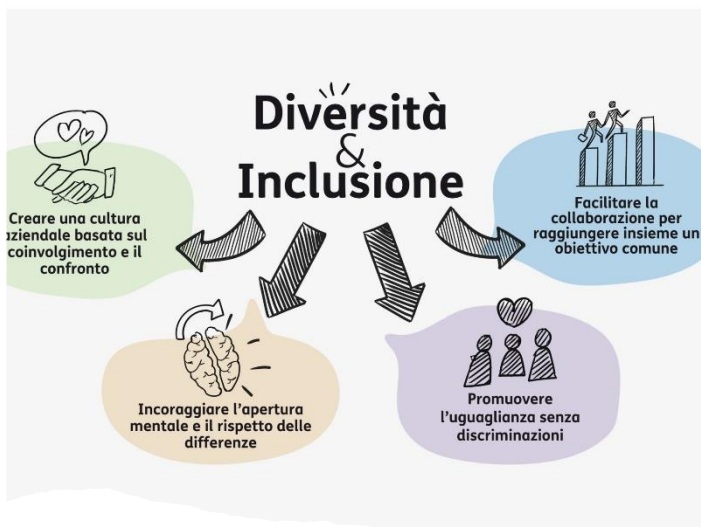 Diversità
&
Inclusione
Creare una cultura
aziendale basata sul
coinvolgimento e il
confronto
Facilitare la
collaborazione per
raggiungere insieme un
obiettivo comune
Incoraggiare l'apertura
mentale e il rispetto delle
differenze
Promuovere
l'uguaglianza senza
discriminazioni